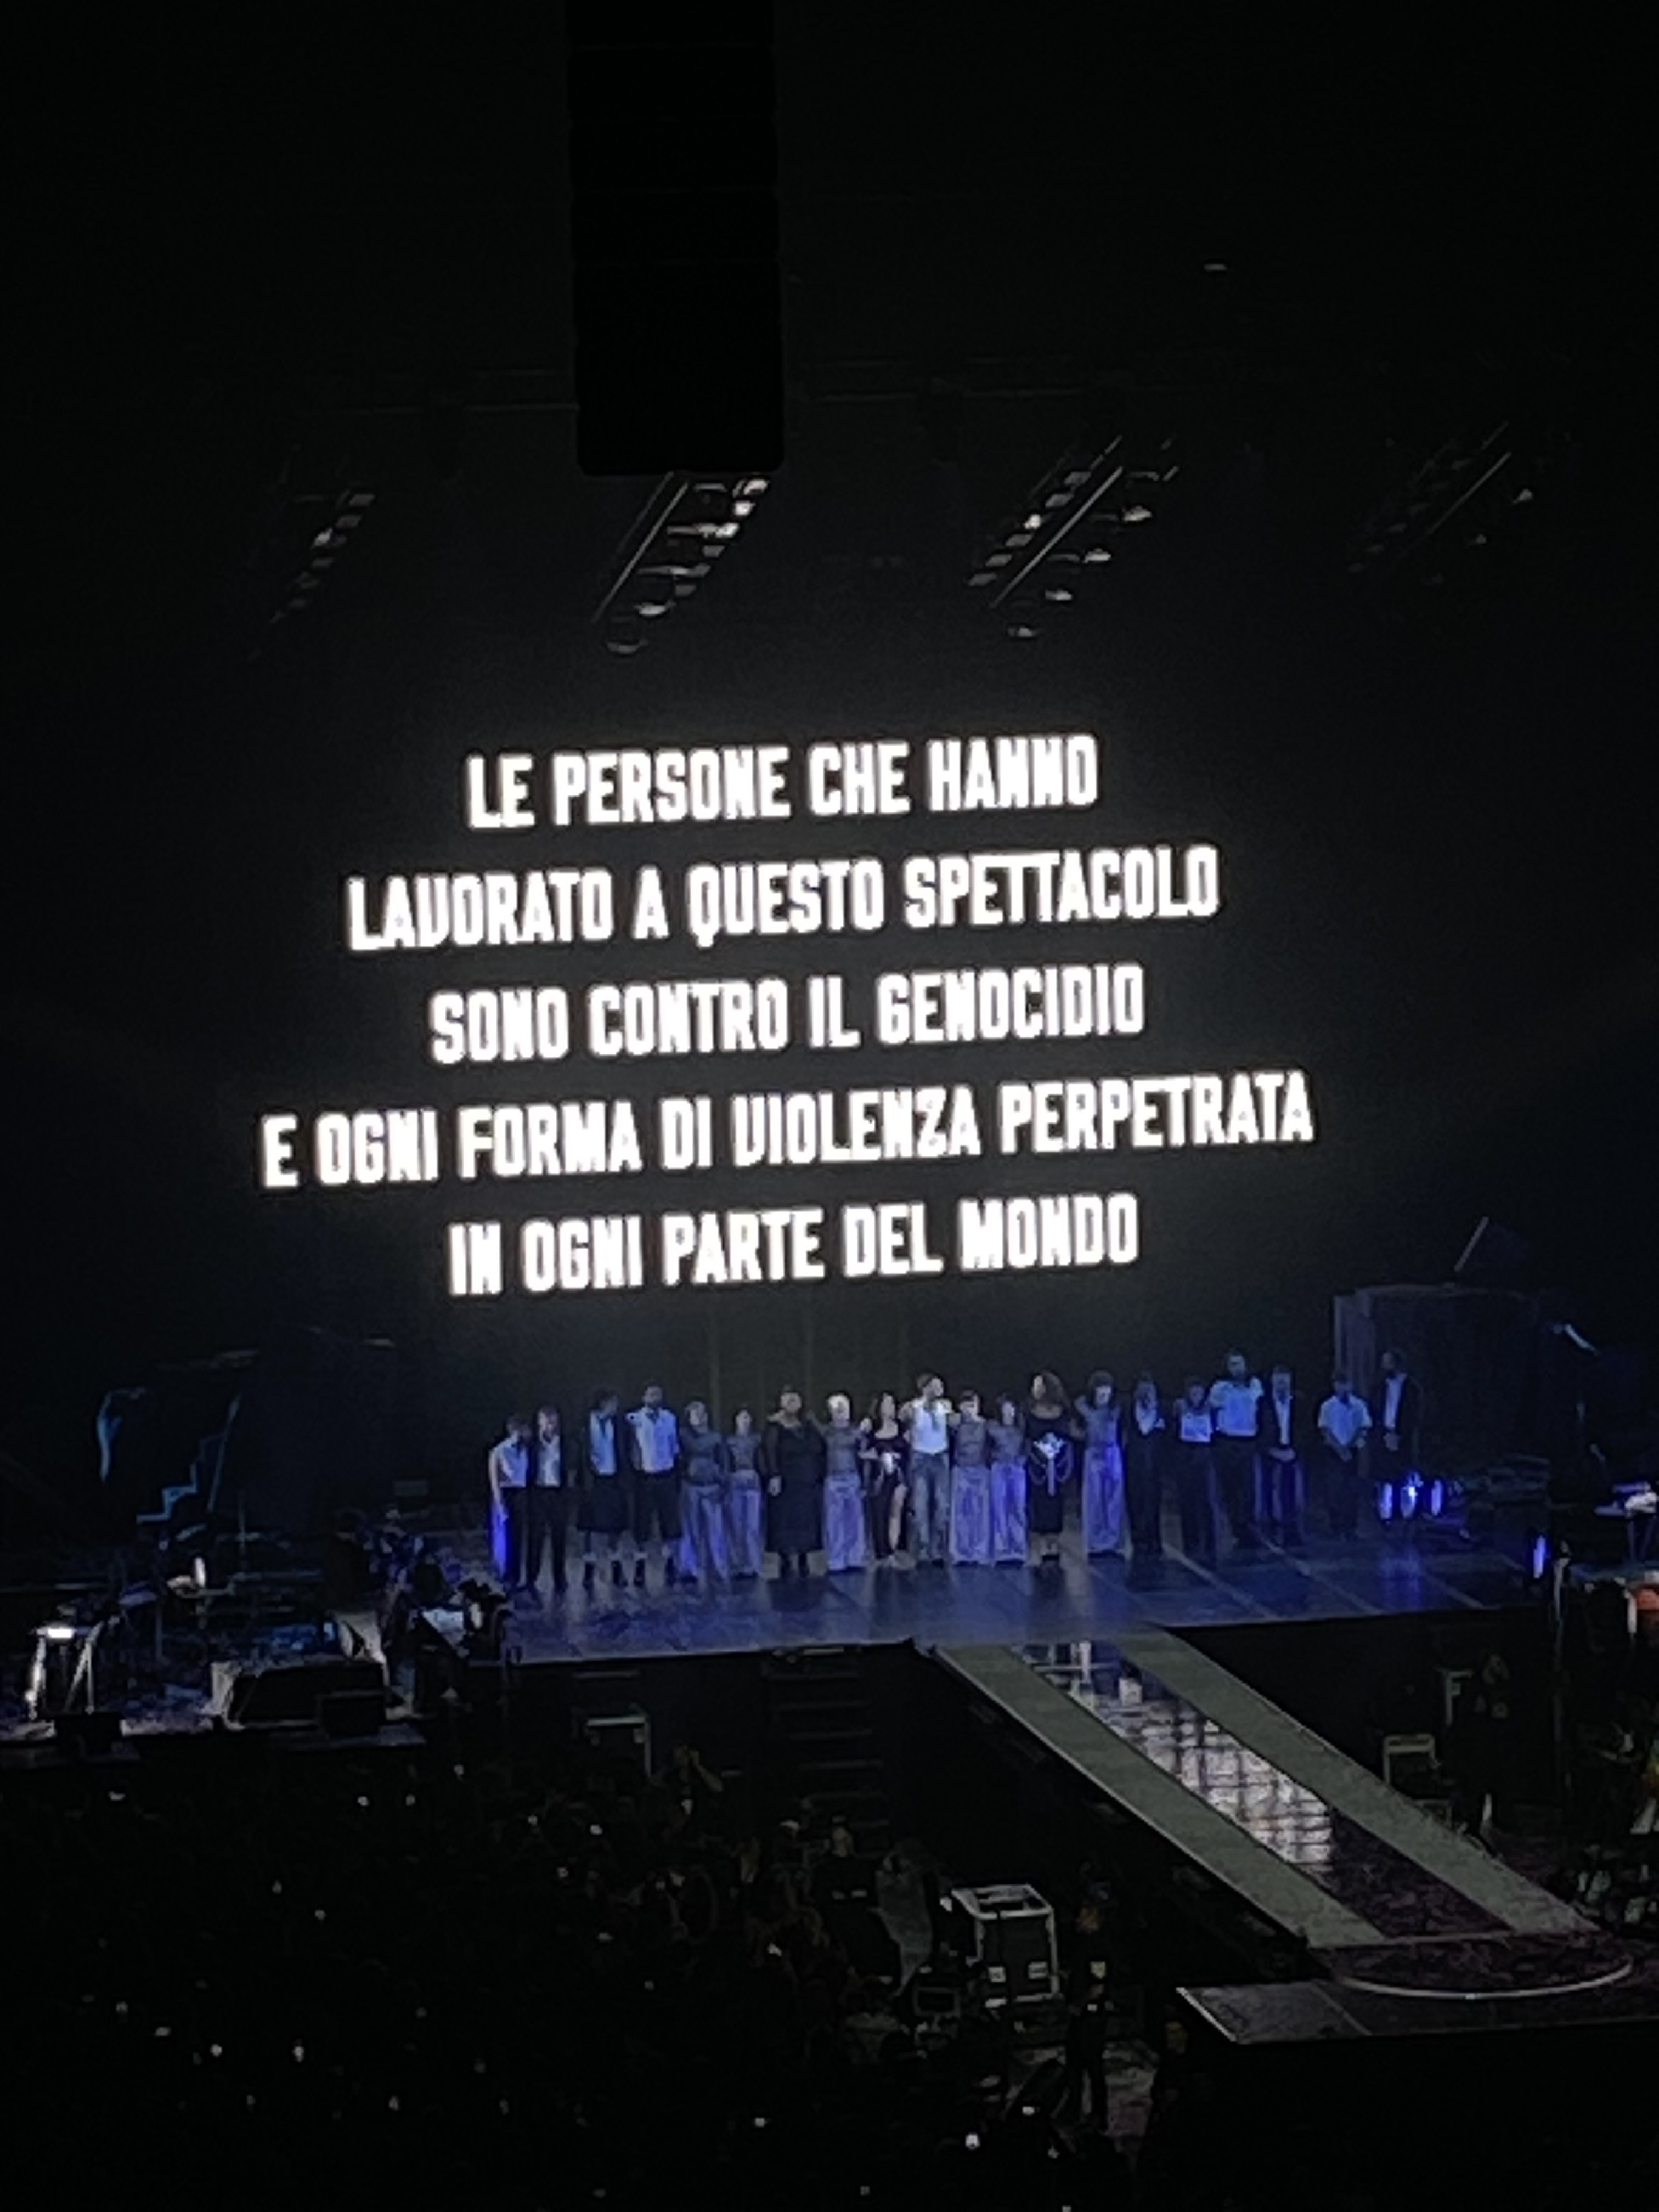 LE PERSONE CHE HANNO
LAVORATO A QUESTO SPETTACOLO
SONO CONTRO IL GENOCIDIO
E OGNI FORMA DI VIOLENZA PERPETRATA
IN OGNI PARTE DEL MONDO